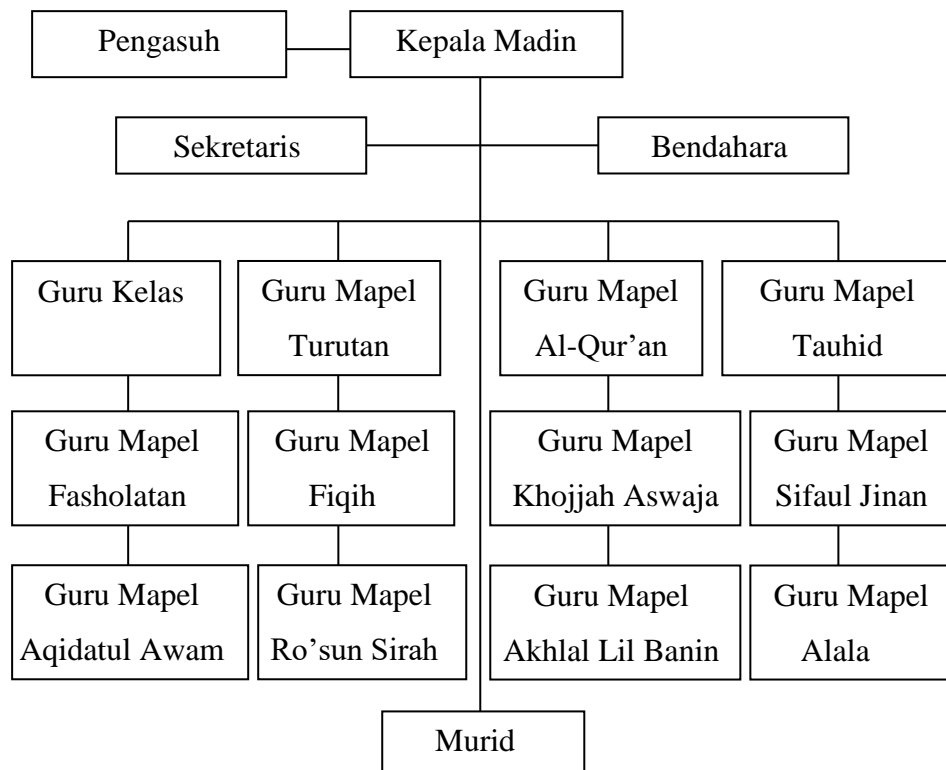 Pengasuh
Kepala Madin
Sekretaris
Bendahara
Guru Kelas
Guru Mapel
Turutan
Guru Mapel
Al-Qur’an
Guru Mapel
Tauhid
Guru Mapel
Fasholatan
Guru Mapel
Fiqih
Guru Mapel
Khojjah Aswaja
Guru Mapel
Sifaul Jinan
Guru Mapel
Aqidatul Awam
Guru Mapel
Ro’sun Sirah
Guru Mapel
Akhlal Lil Banin
Guru Mapel
Alala
Murid